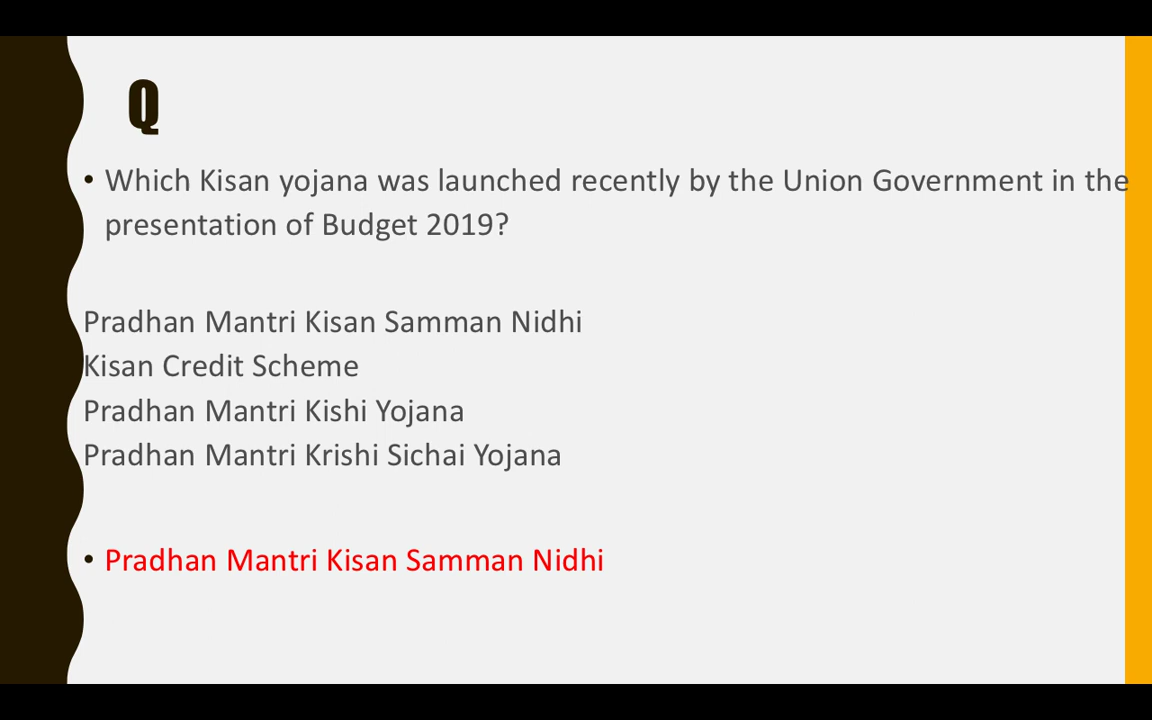 Q
• Which Kisan yojana was launched recently by the Union Government in the
presentation of Budget 2019?
Pradhan Mantri Kisan Samman Nidhi
Kisan Credit Scheme
Pradhan Mantri Kishi Yojana
Pradhan Mantri Krishi Sichai Yojana
• Pradhan Mantri Kisan Samman Nidhi